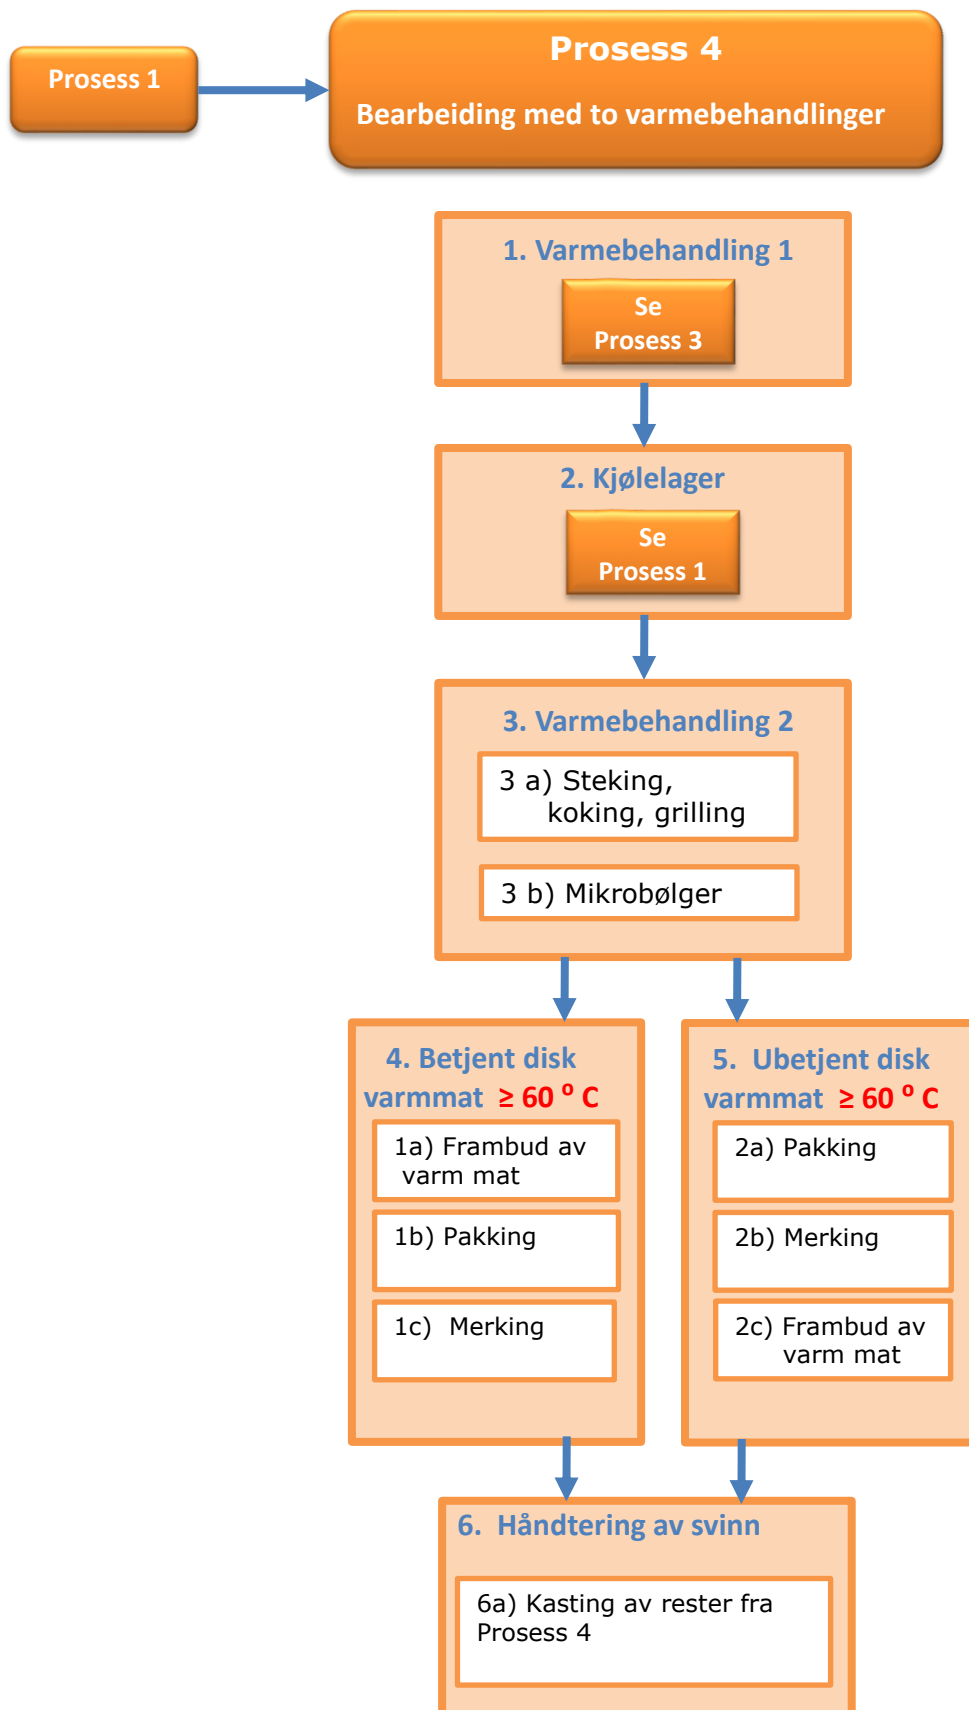 Prosess 1
Prosess 4
Bearbeiding med to varmebehandlinger
1. Varmebehandling 1
Se
Prosess 3
2. Kjølelager
Se
Prosess 1
3. Varmebehandling 2
3 a) Steking,
koking, grilling
3 b) Mikrobølger
4. Betjent disk
varmmat ≥ 60 ⁰ C
1a) Frambud av
varm mat
1b) Pakking
1c) Merking
5. Ubetjent disk
varmmat ≥ 60 ⁰ C
2a) Pakking
2b) Merking
2c) Frambud av
varm mat
6. Håndtering av svinn
6a) Kasting av rester fra
Prosess 4